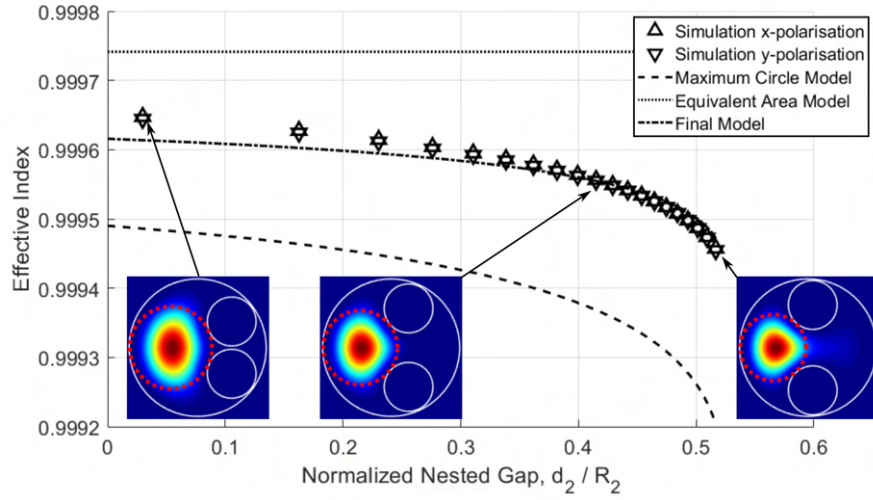 0.9998
0.9997
0.9996
0.9995
0.9994
0.9993
0.9992
Effective Index
Simulation x-polarisation
Simulation y-polarisation
Maximum Circle Model
Equivalent Area Model
Final Model
0 0.1 0.2 0.3 0.4 0.5 0.6
Normalized Nested Gap, d₂ / R₂